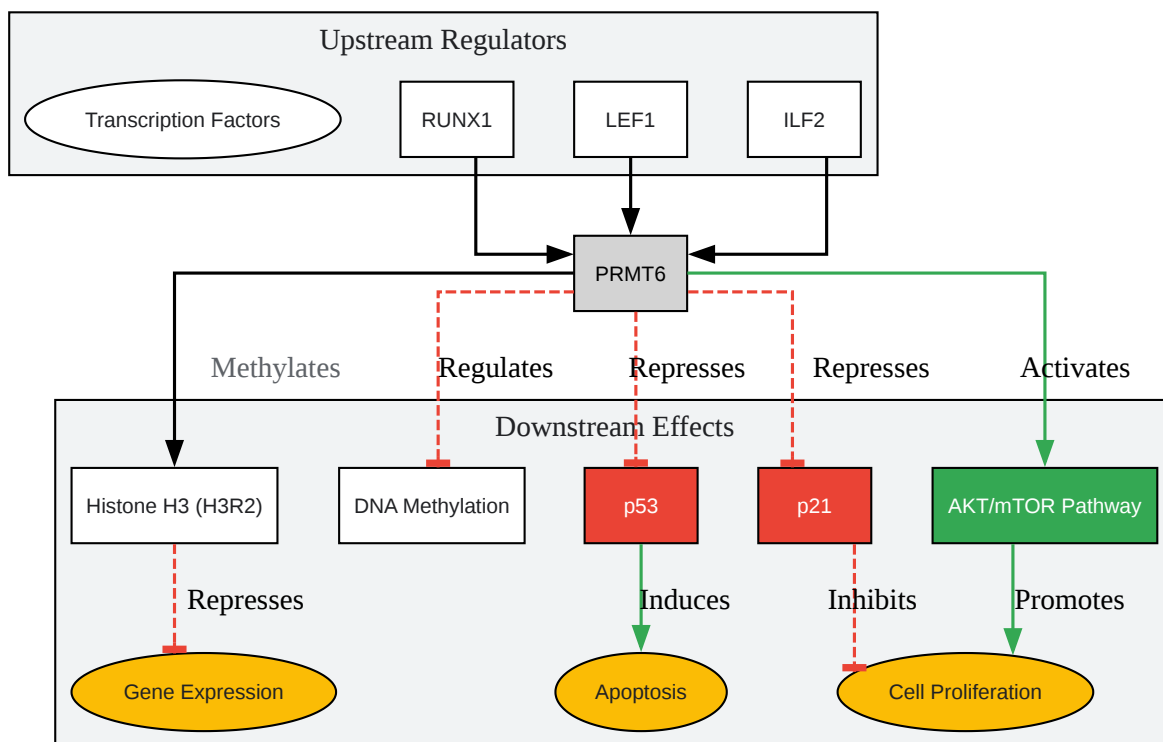 Upstream Regulators
Transcription Factors
RUNX1
LEF1
ILF2
PRMT6
Methylates
Regulates
Represses
Represses
Activates
Downstream Effects
Histone H3 (H3R2)
DNA Methylation
p53
p21
AKT/mTOR Pathway
Represses
Induces
Inhibits
Promotes
Gene Expression
Apoptosis
Cell Proliferation